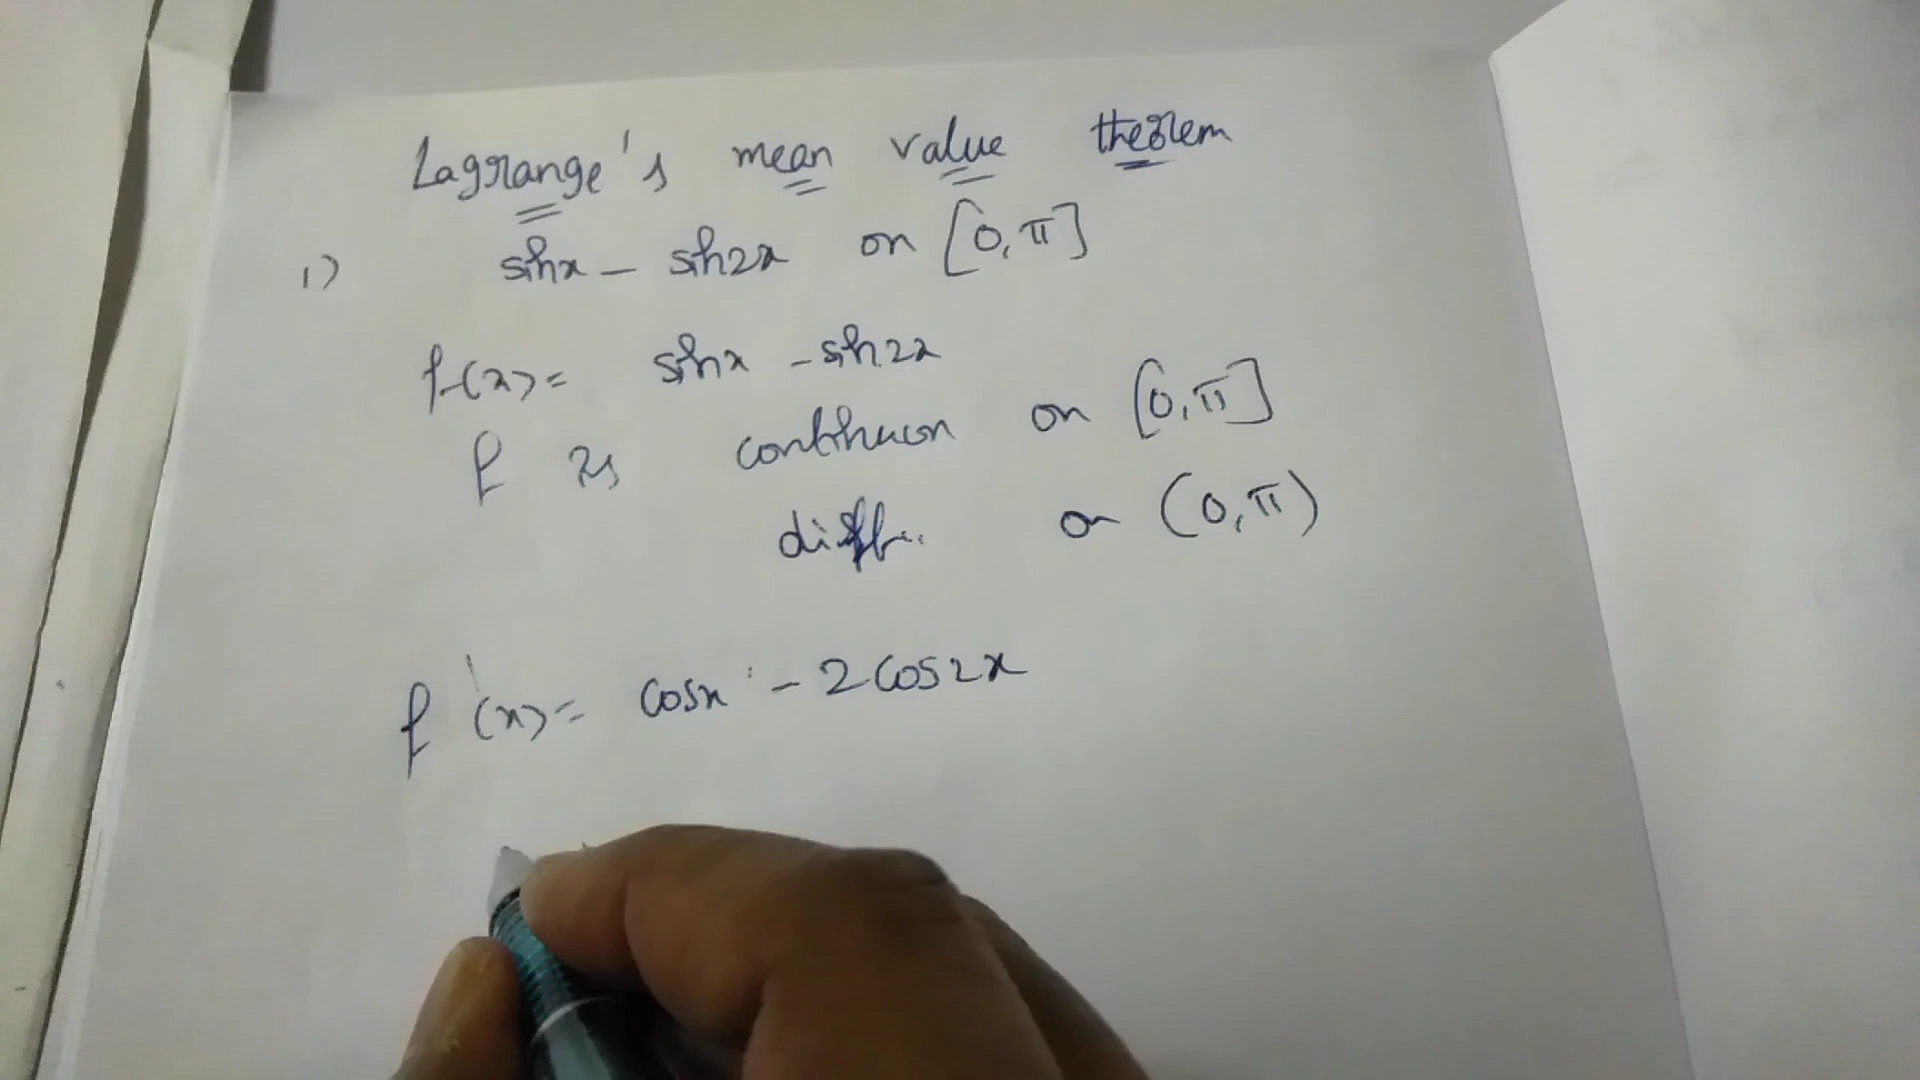 Lagrange's mean value theorem
1) sinx - sin2x on [0, π]
f(x) = sinx - sin2x
f is continuous on [0, π]
diff. on (0, π)
f'(x) = cosx - 2cos2x